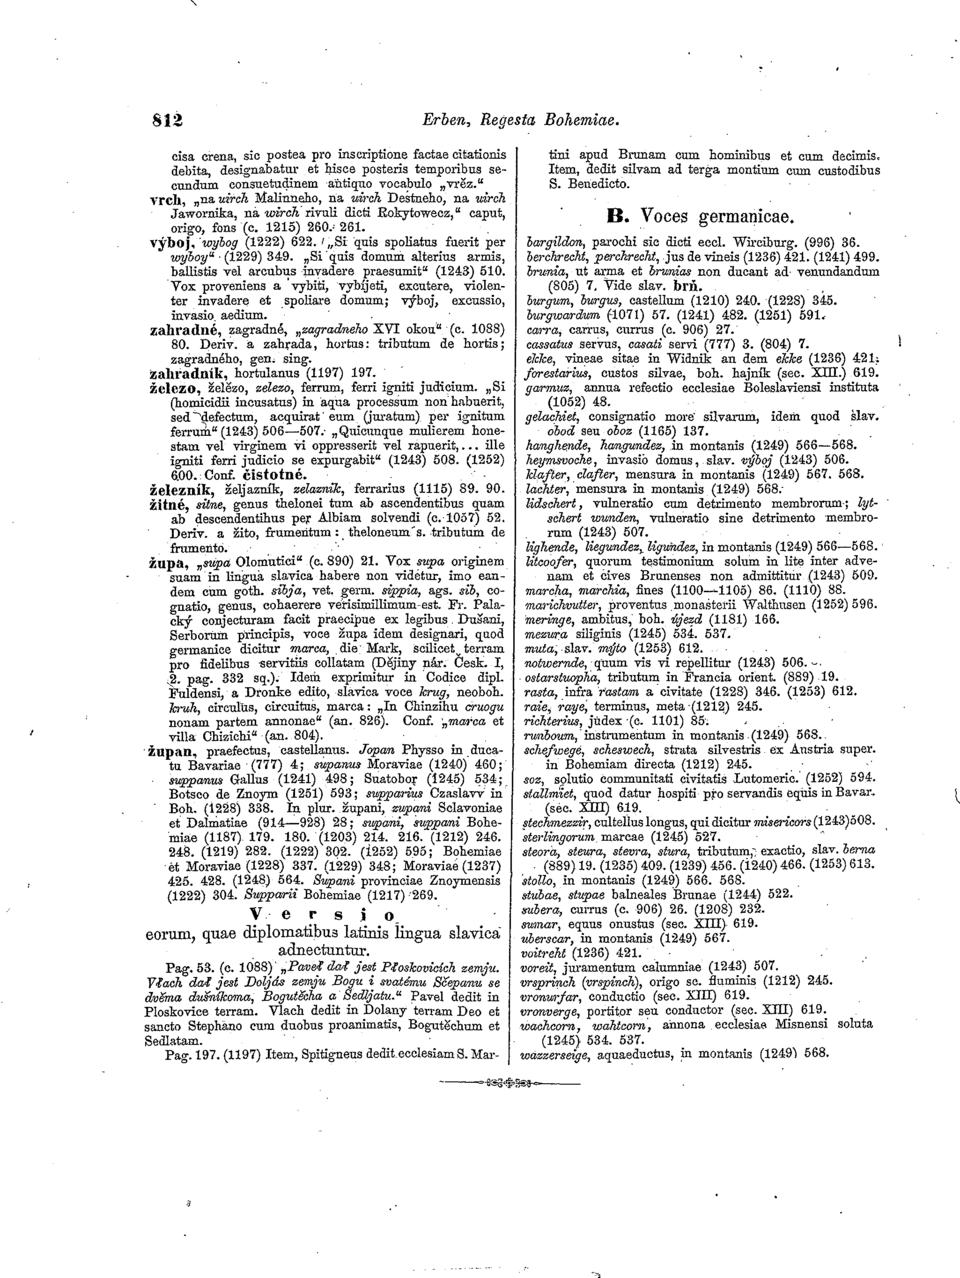 812
Erben, Regesta Bohemiae.
cisa crena, sic postea pro inscriptione factae citationis
debita, designabatur et hisce posteris temporibus se-
cundum consuetudinem antiquo vocabulo „vrěz.“
vrch, „na wirch Malinneho, na wirch Destneho, na wirch
Jawornika, na wirch rivuli dicti Rokytowecz,“ caput,
origo, fons (c. 1215) 260. 261.
výboj, wybog (1222) 622. „Si quis spoliatus fuerit per
wyboy“ (1229) 349. „Si quis domum alterius armis,
ballistis vel arcubus invadere praesumit“ (1243) 510.
Vox proveniens a vybiti, vybíjeti, excutere, violen-
ter invadere et spoliare domum; výboj, excussio,
invasio aedium.
zahradné, zagradné, „zagradneho XVI okou“ (c. 1088)
80. Deriv. a zahrada, hortus: tributum de hortis;
zagradného, gen. sing.
zahradník, hortulanus (1197) 197.
železo, želězo, zelezo, ferrum, ferri igniti judicium. „Si
(homicidii incusatus) in aqua processum non habuerit,
sed defectum, acquirat eum (juratum) per ignitum
ferrum“ (1243) 506—507. „Quicunque mulierem hone-
stam vel virginem vi oppresserit vel rapuerit,... ille
igniti ferri judicio se expurgabit“ (1243) 508. (1252)
600. Conf. čistotné.
železník, željazník, zelaznik, ferrarius (1115) 89. 90.
žitné, sitne, genus thelonei tum ab ascendentibus quam
ab descendentibus per Albiam solvendi (c. 1057) 52.
Deriv. a žito, frumentum: theloneum s. tributum de
frumento.
župa, „supa Olomutici“ (c. 890) 21. Vox supa originem
suam in lingua slavica habere non videtur, imo ean-
dem cum goth. sibja, vet. germ. sippia, ags. sib, co-
gnatio, genus, cohaerere verisimillimum est. Fr. Pala-
cký conjecturam facit praecipue ex legibus Dušani,
Serborum principis, voce župa idem designari, quod
germanice dicitur marca, die Mark, scilicet terram
pro fidelibus servitiis collatam (Dějiny nár. Česk. I,
2. pag. 332 sq.). Idem exprimitur in Codice dipl.
Fuldensi, a Dronke edito, slavica voce krug, neoboh.
kruh, circulus, circuitus, marca: „In Chinzihu cruogu
nonam partem annonae“ (an. 826). Conf. „marca et
villa Chizichi“ (an. 804).
župan, praefectus, castellanus. Jopan Physso in duca-
tu Bavariae (777) 4; supanus Moraviae (1240) 460;
suppanus Gallus (1241) 498; Suatobor (1245) 534;
Botsco de Znoym (1251) 593; supparius Czaslavv in
Boh. (1228) 338. In plur. župani, zupani Sclavoniae
et Dalmatiae (914—928) 28; supani, suppani Bohe-
miae (1187) 179. 180. (1203) 214. 216. (1212) 246.
248. (1219) 282. (1222) 302. (1252) 595; Bohemiae
et Moraviae (1228) 337. (1229) 348; Moraviae (1237)
425. 428. (1248) 564. Supani provinciae Znoymensis
(1222) 304. Supparii Bohemiae (1217) 269.
Versio
eorum, quae diplomatibus latinis lingua slavica
adnectuntur.
Pag. 53. (c. 1088) „Paveł dał jest Płoskovicích zemju.
Vłach dał jest Doljás zemju Bogu i svatému Sčepanu se
dvěma dušníkoma, Bogutěcha a Sedljatu.“ Pavel dedit in
Ploskovice terram. Vlach dedit in Dolany terram Deo et
sancto Stephano cum duobus proanimatis, Bogutěchum et
Sedlatam.
Pag. 197. (1197) Item, Spitigneus dedit ecclesiam S. Mar-
tini apud Brunam cum hominibus et cum decimis.
Item, dedit silvam ad terga montium cum custodibus
S. Benedicto.
B. Voces germanicae.
bargildon, parochi sic dicti eccl. Wirciburg. (996) 36.
berchrecht, perchrecht, jus de vineis (1236) 421. (1241) 499.
brunia, ut arma et brunias non ducant ad venundandum
(805) 7. Vide slav. brň.
burgum, burgus, castellum (1210) 240. (1228) 345.
burgwardum (1071) 57. (1241) 482. (1251) 591.
carra, carrus, currus (c. 906) 27.
cassatus servus, casati servi (777) 3. (804) 7.
ekke, vineae sitae in Widnik an dem ekke (1236) 421.
forestarius, custos silvae, boh. hajník (sec. XIII.) 619.
garmuz, annua refectio ecclesiae Boleslaviensi instituta
(1052) 48.
gelachiet, consignatio more silvarum, idem quod slav.
obod seu oboz (1165) 137.
hanghende, hangundez, in montanis (1249) 566—568.
heymsvoche, invasio domus, slav. výboj (1243) 506.
klafter, clafter, mensura in montanis (1249) 567. 568.
lachter, mensura in montanis (1249) 568.
lidschert, vulneratio cum detrimento membrorum; lyt-
schert wunden, vulneratio sine detrimento membro-
rum (1243) 507.
lighende, liegundez, ligundez, in montanis (1249) 566—568.
litcoofer, quorum testimonium solum in lite inter adve-
nam et cives Brunenses non admittitur (1243) 509.
marcha, marchia, fines (1100—1105) 86. (1110) 88.
marichvutter, proventus monasterii Walthusen (1252) 596.
meringe, ambitus, boh. újezd (1181) 166.
mezura siliginis (1245) 534. 537.
muta, slav. mýto (1253) 612.
notwernde, quum vis vi repellitur (1243) 506.
ostarstuopha, tributum in Francia orient. (889) 19.
rasta, infra rastam a civitate (1228) 346. (1253) 612.
raie, raye, terminus, meta (1212) 245.
richterius, judex (c. 1101) 85.
runboum, instrumentum in montanis (1249) 568.
schefwege, scheswech, strata silvestris ex Austria super.
in Bohemiam directa (1212) 245.
soz, solutio communitati civitatis Lutomeric. (1252) 594.
stallmiet, quod datur hospiti pro servandis equis in Bavar.
(sec. XIII) 619.
stechmezzir, cultellus longus, qui dicitur misericors (1243) 508.
sterlingorum marcae (1245) 527.
steora, steura, stevra, stura, tributum, exactio, slav. berna
(889) 19. (1235) 409. (1239) 456. (1240) 466. (1253) 613.
stollo, in montanis (1249) 566. 568.
stubae, stupae balneales Brunae (1244) 522.
subera, currus (c. 906) 26. (1208) 232.
sumar, equus onustus (sec. XIII) 619.
uberscar, in montanis (1249) 567.
voitreht (1236) 421.
voreit, juramentum calumniae (1243) 507.
vrsprinch (vrspinch), origo sc. fluminis (1212) 245.
vronurfar, conductio (sec. XIII) 619.
vronverge, portitor seu conductor (sec. XIII) 619.
wachcorn, wahtcorn, annona ecclesiae Misnensi soluta
(1245) 534. 537.
wazzerseige, aquaeductus, in montanis (1249) 568.